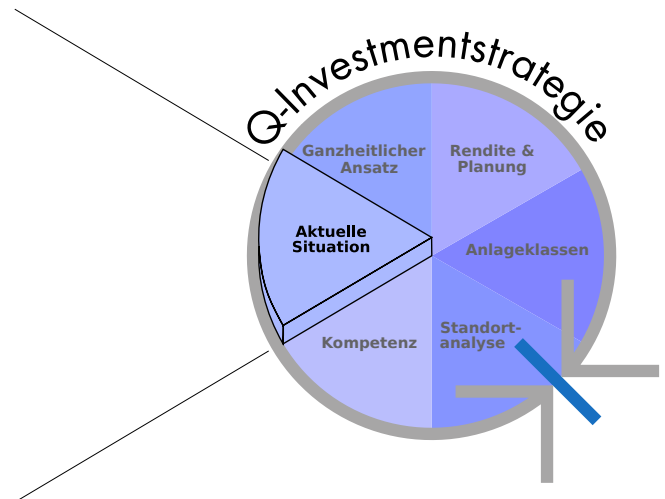 Q-Investmentstrategie
Ganzheitlicher
Ansatz
Rendite &
Planung
Aktuelle
Situation
Anlageklassen
Kompetenz
Standort-
analyse